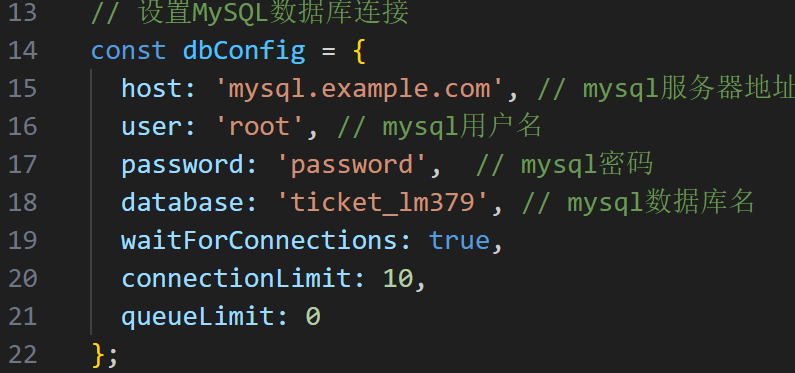 13 // 设置MySQL数据库连接
14 const dbConfig = {
15 host: 'mysql.example.com', // mysql服务器地址
16 user: 'root', // mysql用户名
17 password: 'password', // mysql密码
18 database: 'ticket_lm379', // mysql数据库名
19 waitForConnections: true,
20 connectionLimit: 10,
21 queueLimit: 0
22 };